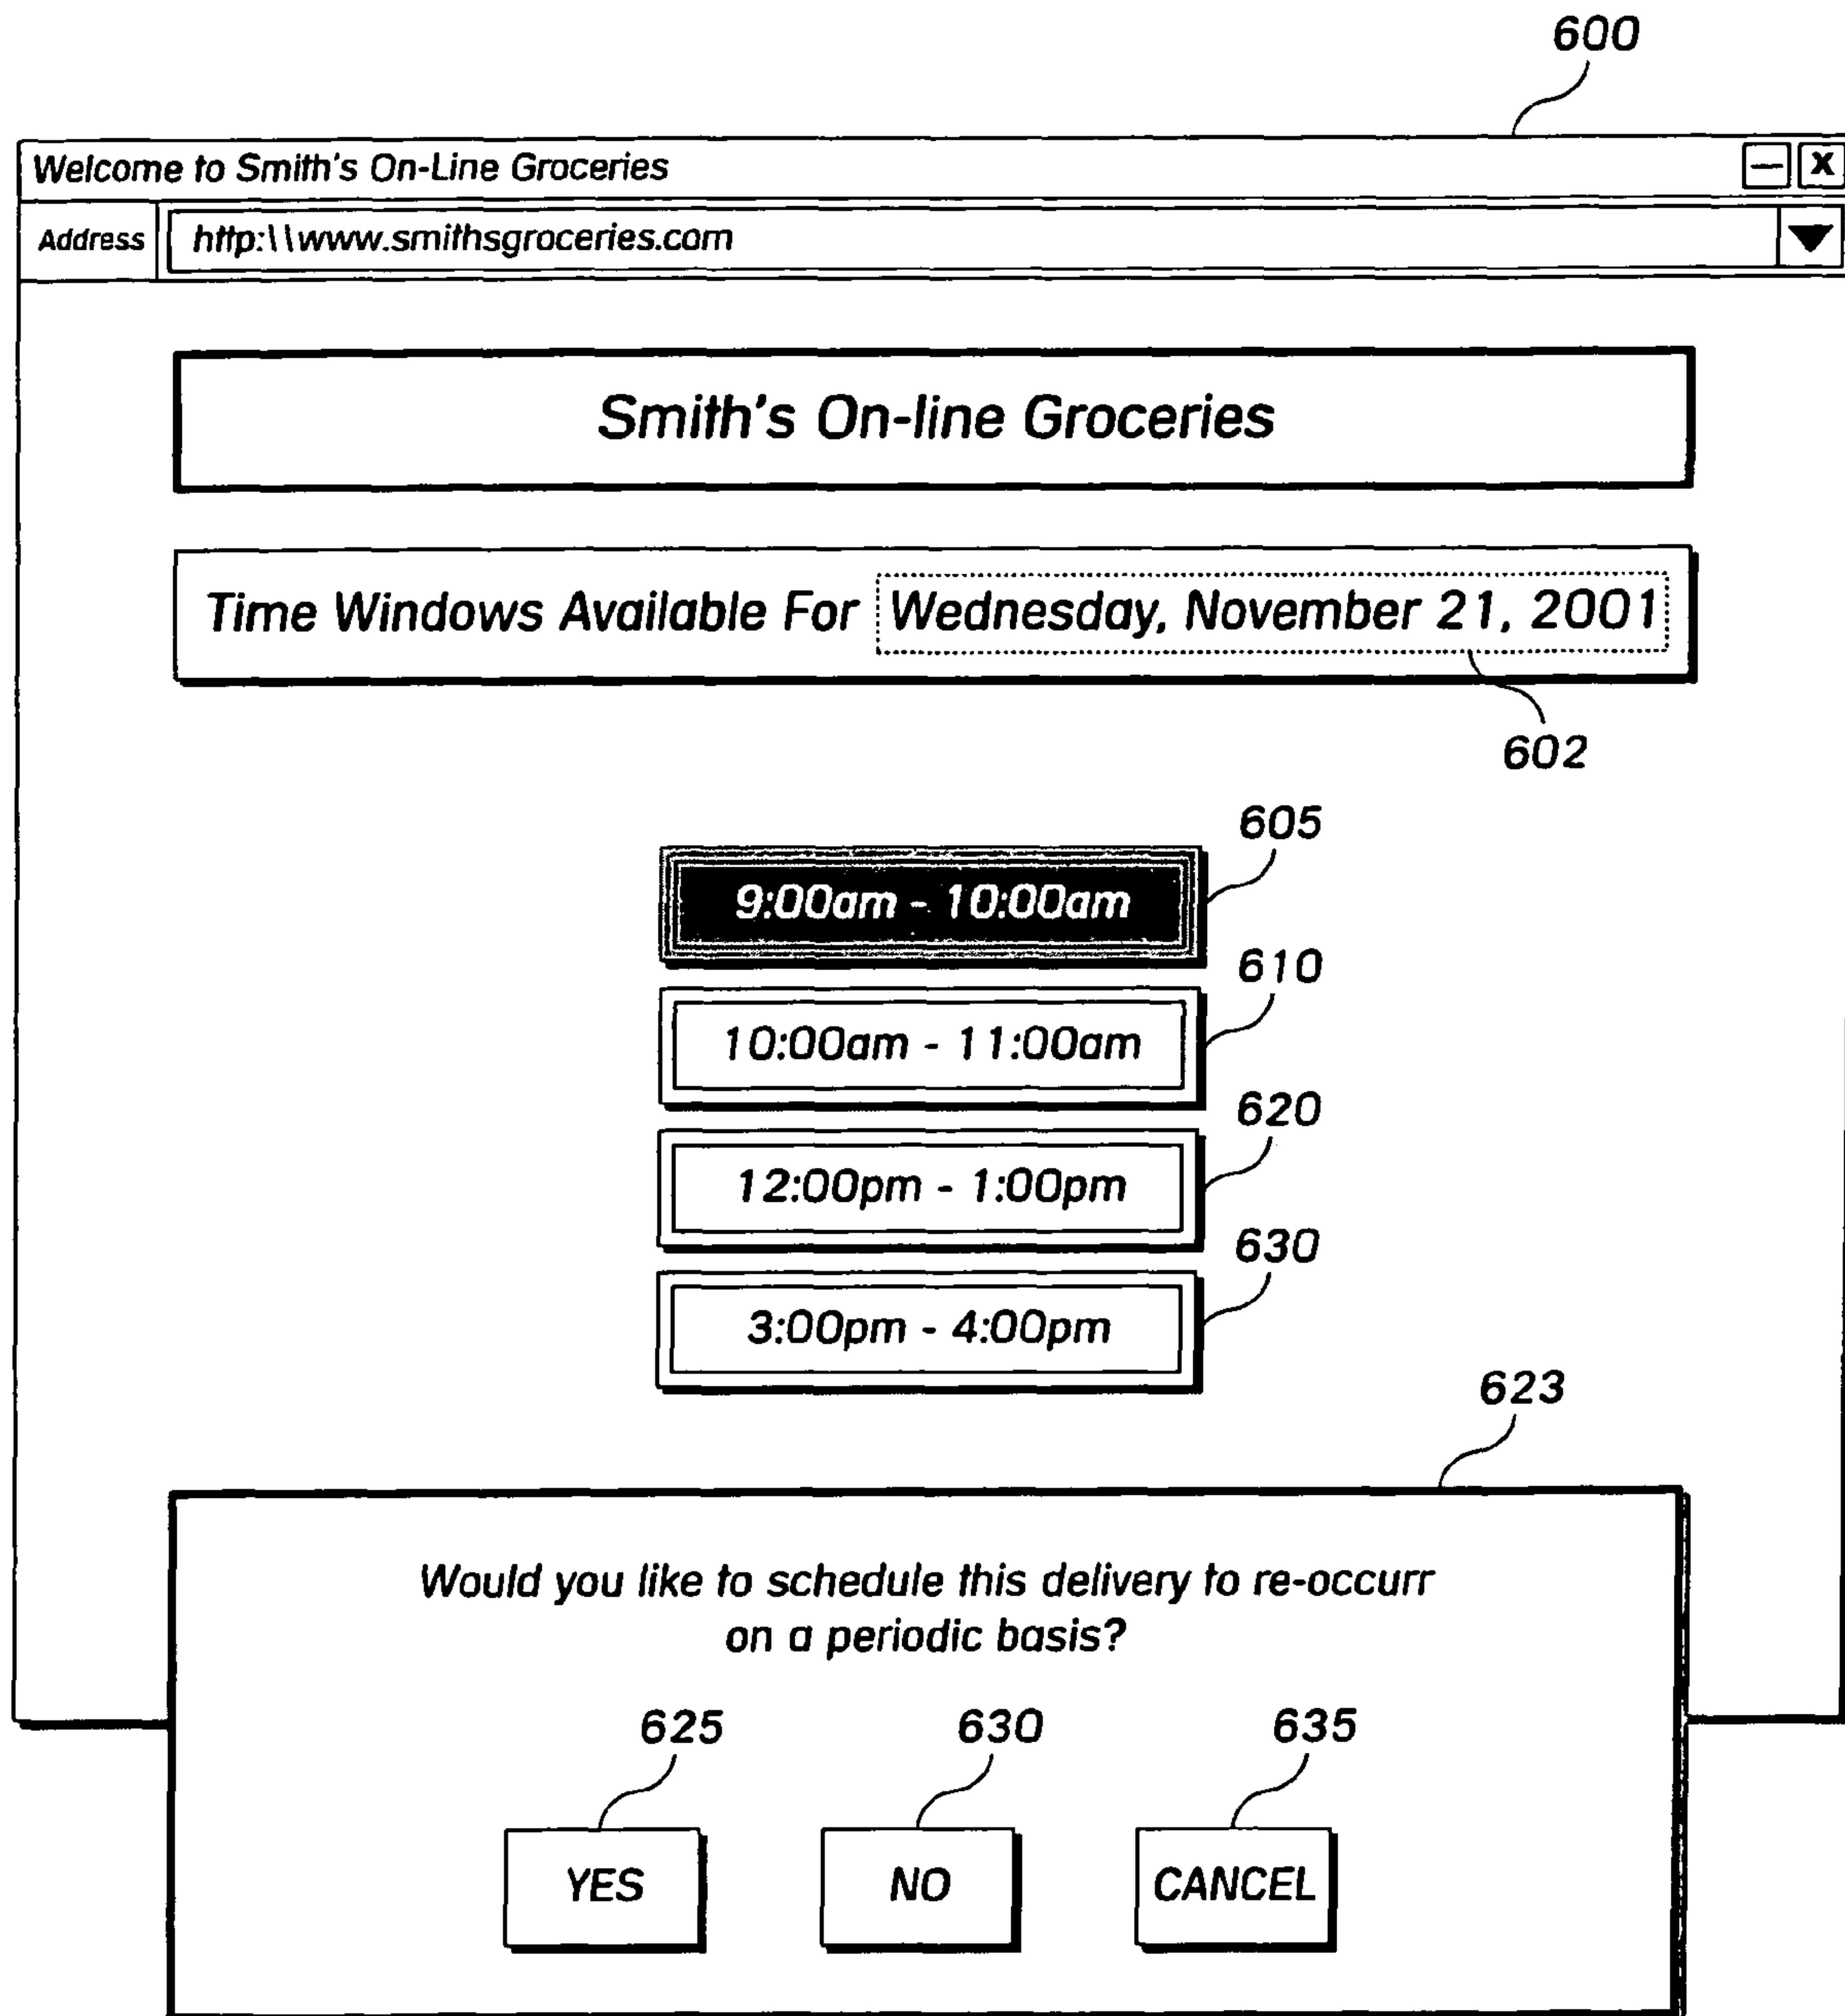 600
Welcome to Smith's On-Line Groceries — X
Address http:\\www.smithsgroceries.com
Smith's On-line Groceries
Time Windows Available For Wednesday, November 21, 2001
602
605
9:00am - 10:00am
610
10:00am - 11:00am
620
12:00pm - 1:00pm
630
3:00pm - 4:00pm
623
Would you like to schedule this delivery to re-occurr
on a periodic basis?
625 630 635
YES NO CANCEL